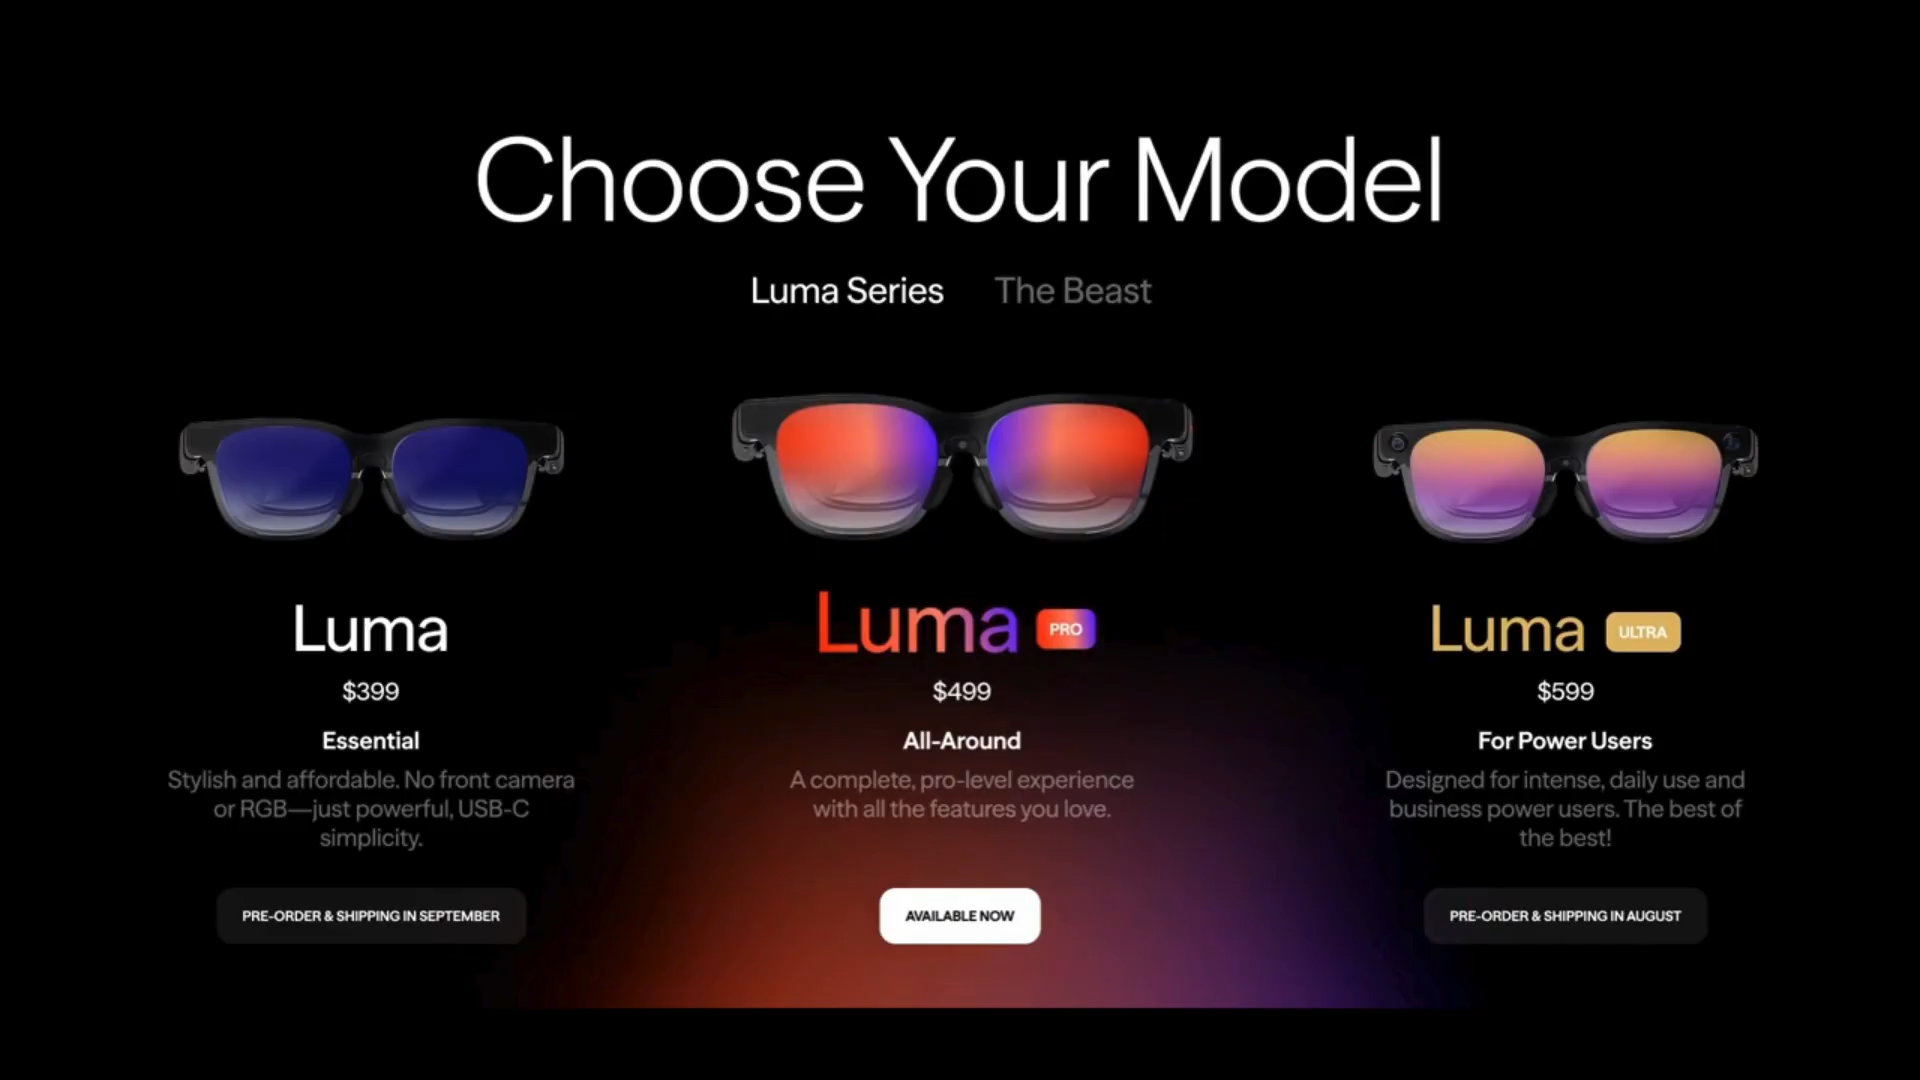 Choose Your Model
Luma Series
The Beast
Luma
$399
Essential
Stylish and affordable. No front camera
or RGB—just powerful, USB-C
simplicity.
PRE-ORDER & SHIPPING IN SEPTEMBER
Luma PRO
$499
All-Around
A complete, pro-level experience
with all the features you love.
AVAILABLE NOW
Luma ULTRA
$599
For Power Users
Designed for intense, daily use and
business power users. The best of
the best!
PRE-ORDER & SHIPPING IN AUGUST